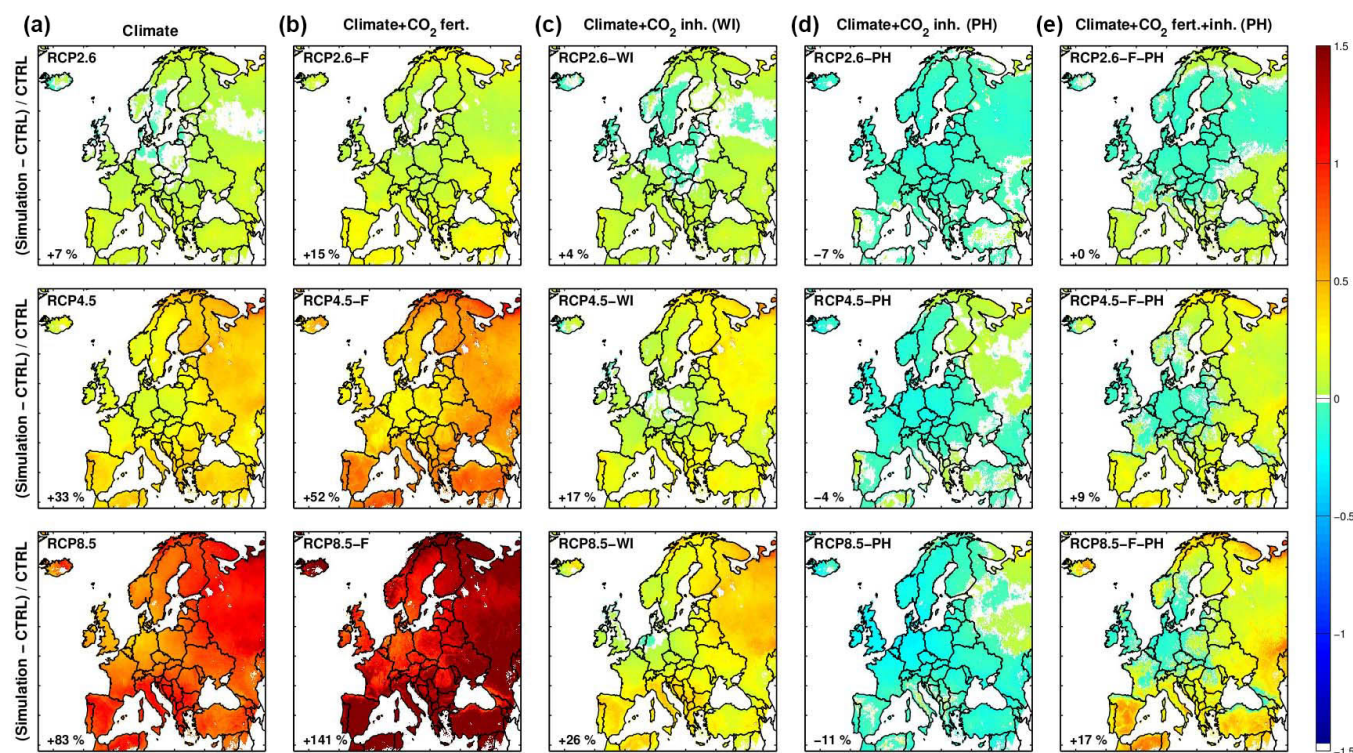 (a) Climate
(b) Climate+CO2 fert.
(c) Climate+CO2 inh. (WI)
(d) Climate+CO2 inh. (PH)
(e) Climate+CO2 fert.+inh. (PH)
(Simulation − CTRL) / CTRL
RCP2.6
+7 %
RCP2.6−F
+15 %
RCP2.6−WI
+4 %
RCP2.6−PH
−7 %
RCP2.6−F−PH
+0 %
(Simulation − CTRL) / CTRL
RCP4.5
+33 %
RCP4.5−F
+52 %
RCP4.5−WI
+17 %
RCP4.5−PH
−4 %
RCP4.5−F−PH
+9 %
(Simulation − CTRL) / CTRL
RCP8.5
+83 %
RCP8.5−F
+141 %
RCP8.5−WI
+26 %
RCP8.5−PH
−11 %
RCP8.5−F−PH
+17 %
1.5
1
0.5
0
−0.5
−1
−1.5